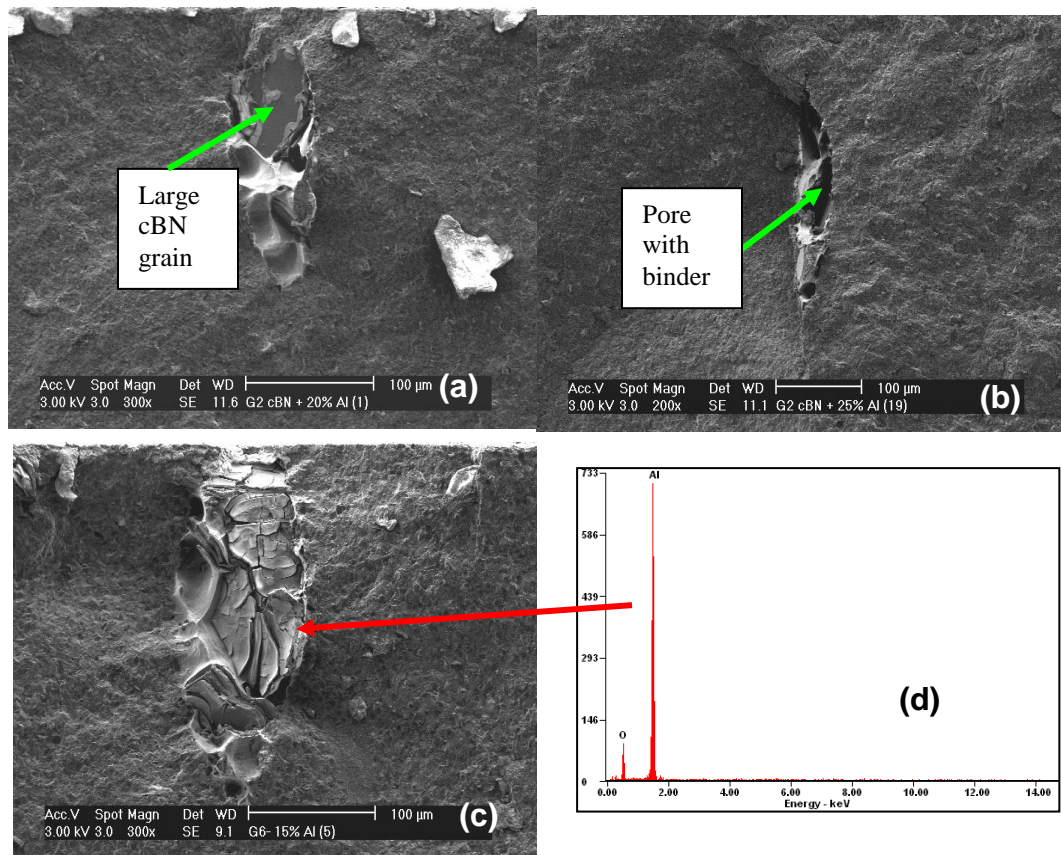 Large
cBN
grain
Acc.V Spot Magn Det WD 100 µm
3.00 kV 3.0 300x SE 11.6 G2 cBN + 20% Al (1)
(a)
Pore
with
binder
Acc.V Spot Magn Det WD 100 µm
3.00 kV 3.0 200x SE 11.1 G2 cBN + 25% Al (19)
(b)
Acc.V Spot Magn Det WD 100 µm
3.00 kV 3.0 300x SE 9.1 G6- 15% Al (5)
(c)
733
586
439
293
146
0
Al
O
(d)
0.00 2.00 4.00 6.00 8.00 10.00 12.00 14.00
Energy - keV